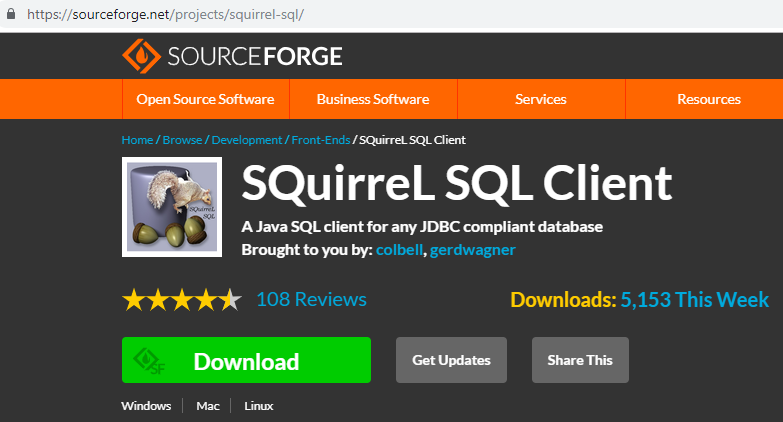 https://sourceforge.net/projects/squirrel-sql/
SOURCEFORGE
Open Source Software Business Software Services Resources
Home / Browse / Development / Front-Ends / SQuirreL SQL Client
SQuirreL SQL Client
SQuirreL
SQL
A Java SQL client for any JDBC compliant database
Brought to you by: colbell, gerdwagner
108 Reviews Downloads: 5,153 This Week
SF Download Get Updates Share This
Windows Mac Linux